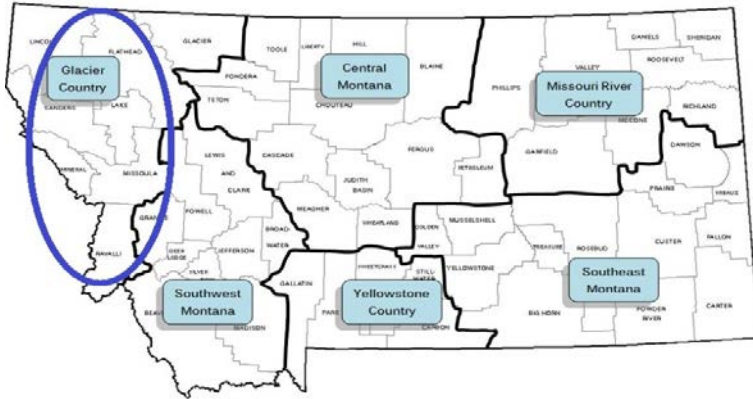 LINCOLN
FLATHEAD
GLACIER
TOOLE
LIBERTY
HILL
BLAINE
DANIELS
SHERIDAN
Glacier
Country
Central
Montana
PHILLIPS
VALLEY
ROOSEVELT
Missouri River
Country
PONDERA
TETON
CHOUTEAU
RICHLAND
SANDERS
LAKE
MCCONE
DAWSON
LEWIS
AND
CLARK
CASCADE
FERGUS
PETROLEUM
GARFIELD
MINERAL
MISSOULA
JUDITH
BASIN
PRAIRIE
WIBAUX
POWELL
MEAGHER
WHEATLAND
GOLDEN
VALLEY
MUSSELSHELL
RAVALLI
BROAD-
WATER
JEFFERSON
DEER
LODGE
SILVER
TREASURE
ROSEBUD
CUSTER
FALLON
GALLATIN
SWEETGRASS
STILL-
WATER
YELLOWSTONE
Southwest
Montana
Yellowstone
Country
Southeast
Montana
MADISON
CARBON
BIG HORN
POWDER
RIVER
CARTER